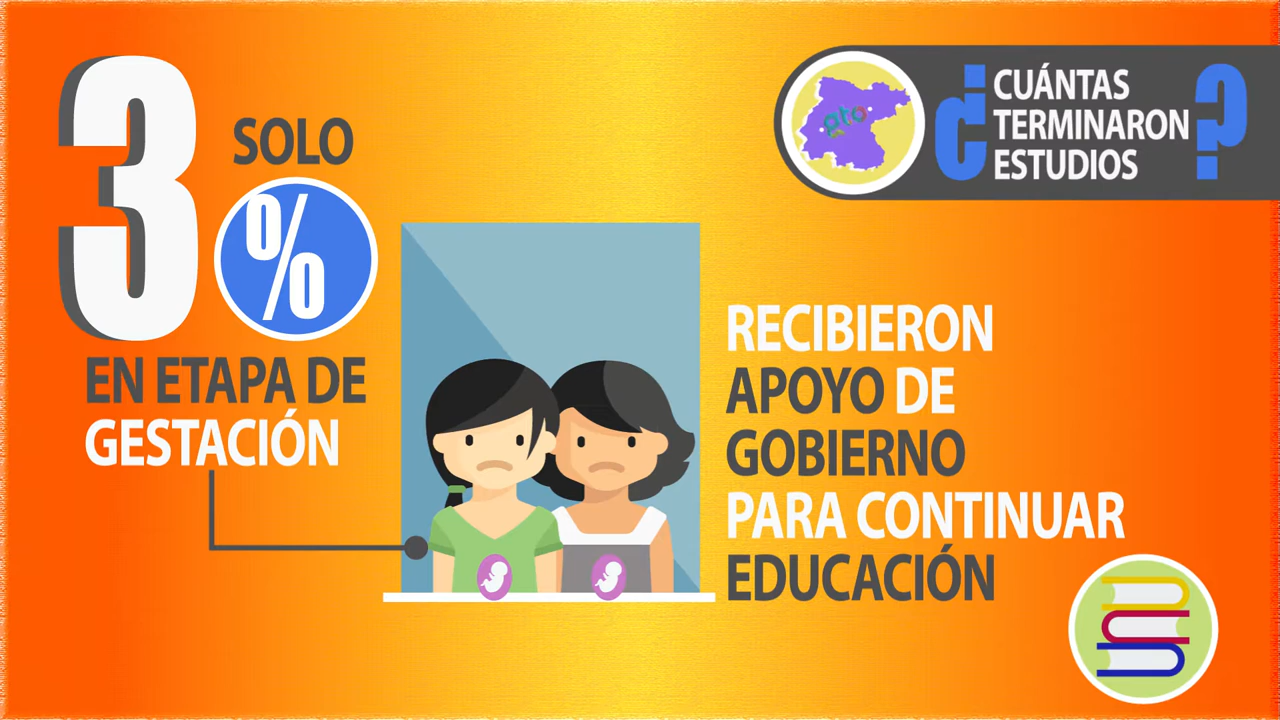 3
SOLO
%
EN ETAPA DE
GESTACIÓN
¿CUÁNTAS
TERMINARON
ESTUDIOS?
gto
RECIBIERON
APOYO DE
GOBIERNO
PARA CONTINUAR
EDUCACIÓN